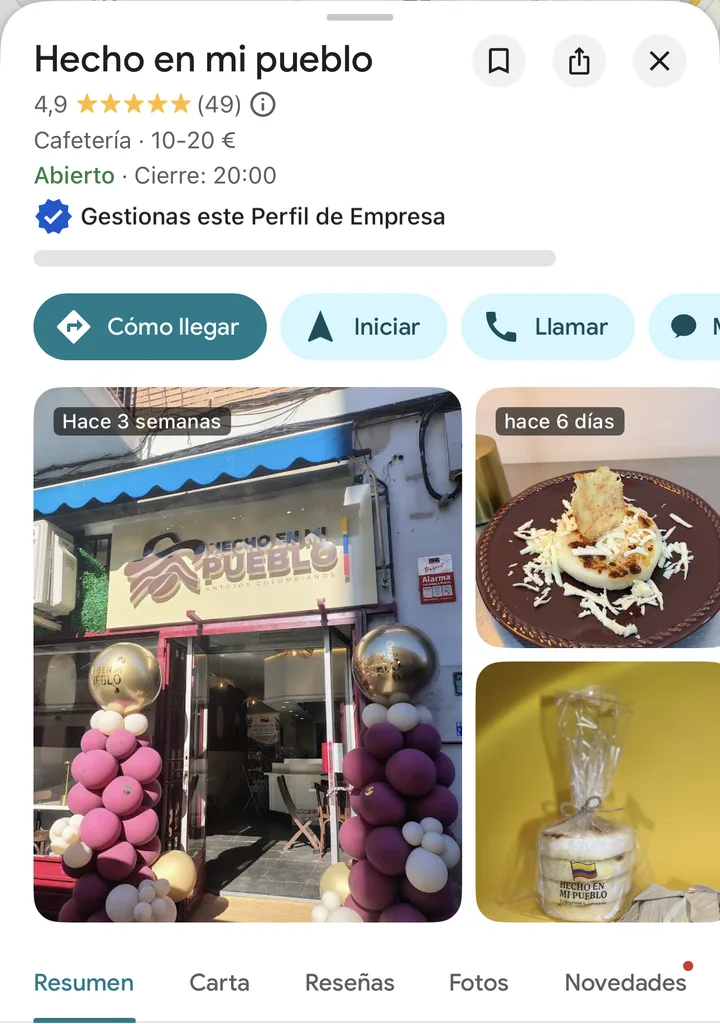 Hecho en mi pueblo
4,9 ★★★★★ (49)
Cafetería · 10-20 €
Abierto · Cierre: 20:00
Gestionas este Perfil de Empresa
Cómo llegar
Iniciar
Llamar
Hace 3 semanas
HECHO EN MI
PUEBLO
ANTOJOS COLOMBIANOS
Alarma
hace 6 días
HECHO EN
MI PUEBLO
Resumen
Carta
Reseñas
Fotos
Novedades